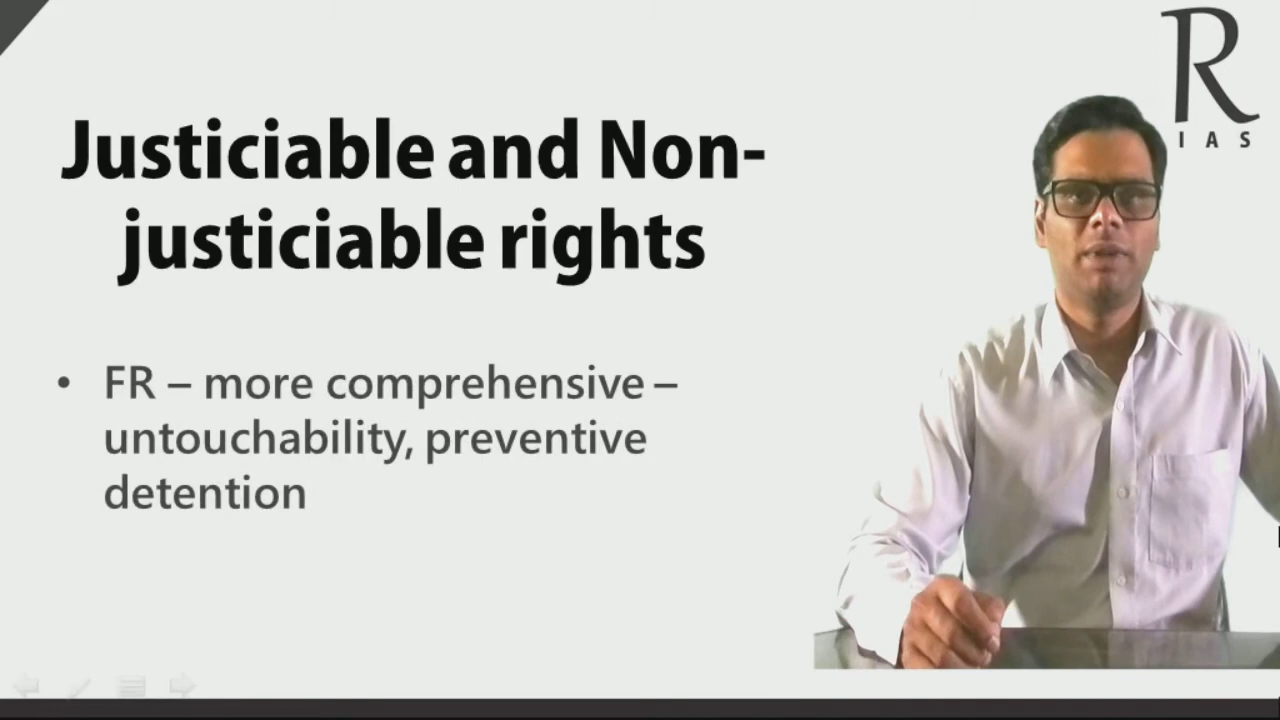 R
IAS
Justiciable and Non-
justiciable rights
• FR – more comprehensive –
untouchability, preventive
detention